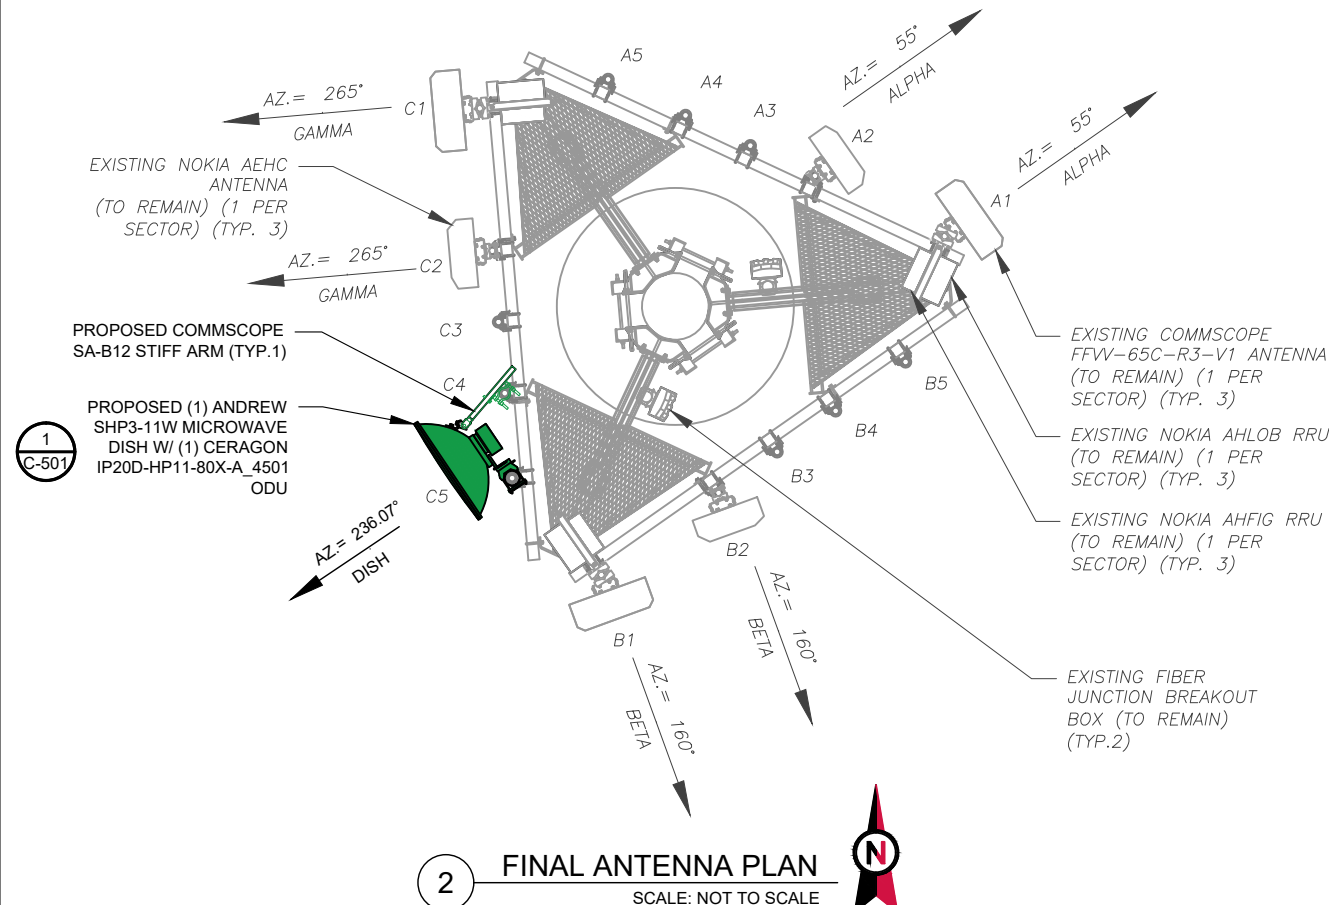 A5
A4
A3
A2
A1
AZ.= 55°
ALPHA
AZ.= 55°
ALPHA
AZ.= 265°
GAMMA
C1
EXISTING NOKIA AEHC
ANTENNA
(TO REMAIN) (1 PER
SECTOR) (TYP. 3)
AZ.= 265°
GAMMA
C2
C3
PROPOSED COMMSCOPE
SA-B12 STIFF ARM (TYP.1)
C4
PROPOSED (1) ANDREW
SHP3-11W MICROWAVE
DISH W/ (1) CERAGON
IP20D-HP11-80X-A_4501
ODU
1
C-501
C5
AZ.= 236.07°
DISH
EXISTING COMMSCOPE
FFVV-65C-R3-V1 ANTENNA
(TO REMAIN) (1 PER
SECTOR) (TYP. 3)
EXISTING NOKIA AHLOB RRU
(TO REMAIN) (1 PER
SECTOR) (TYP. 3)
EXISTING NOKIA AHFIG RRU
(TO REMAIN) (1 PER
SECTOR) (TYP. 3)
B5
B4
B3
B2
B1
AZ.= 160°
BETA
AZ.= 160°
BETA
EXISTING FIBER
JUNCTION BREAKOUT
BOX (TO REMAIN)
(TYP.2)
2
FINAL ANTENNA PLAN
SCALE: NOT TO SCALE
N